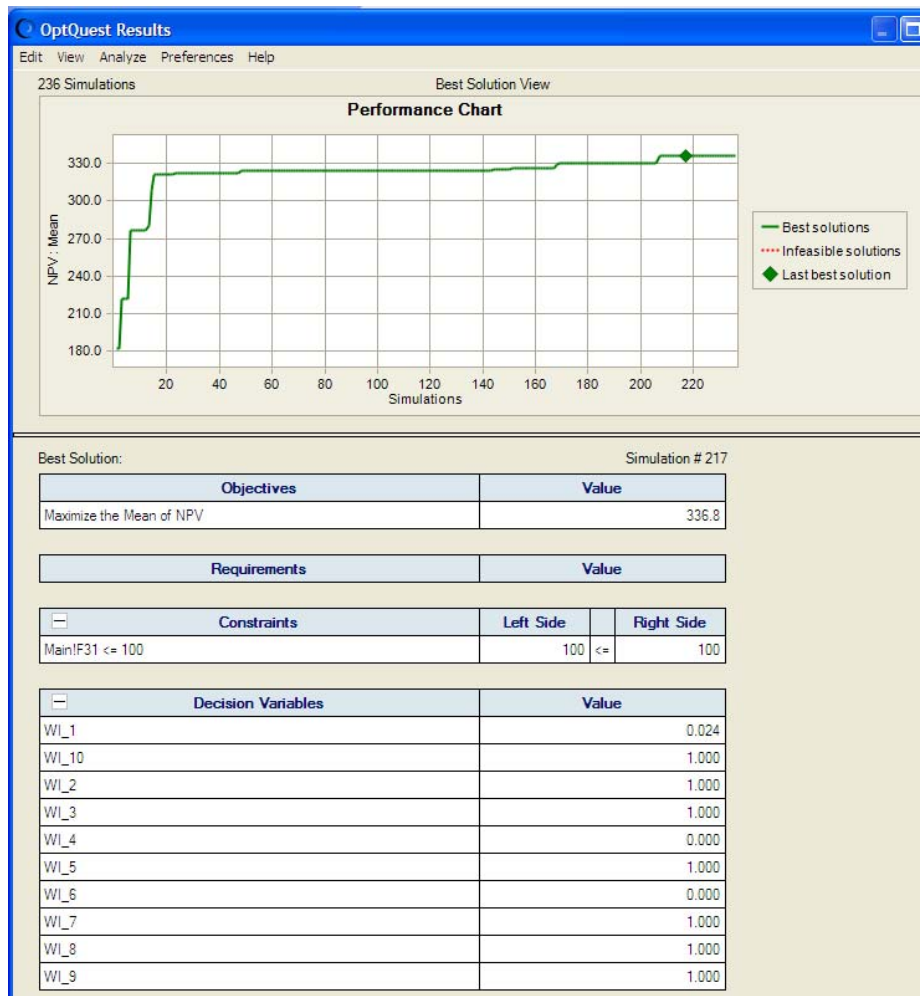 OptQuest Results
Edit View Analyze Preferences Help
236 Simulations Best Solution View
Performance Chart
330.0
300.0
270.0
240.0
210.0
180.0
NPV : Mean
20 40 60 80 100 120 140 160 180 200 220
Simulations
Best solutions
Infeasible solutions
Last best solution
Best Solution: Simulation # 217
Objectives Value
Maximize the Mean of NPV 336.8
Requirements Value
Constraints Left Side Right Side
Main!F31 <= 100 100 <= 100
Decision Variables Value
WI_1 0.024
WI_10 1.000
WI_2 1.000
WI_3 1.000
WI_4 0.000
WI_5 1.000
WI_6 0.000
WI_7 1.000
WI_8 1.000
WI_9 1.000